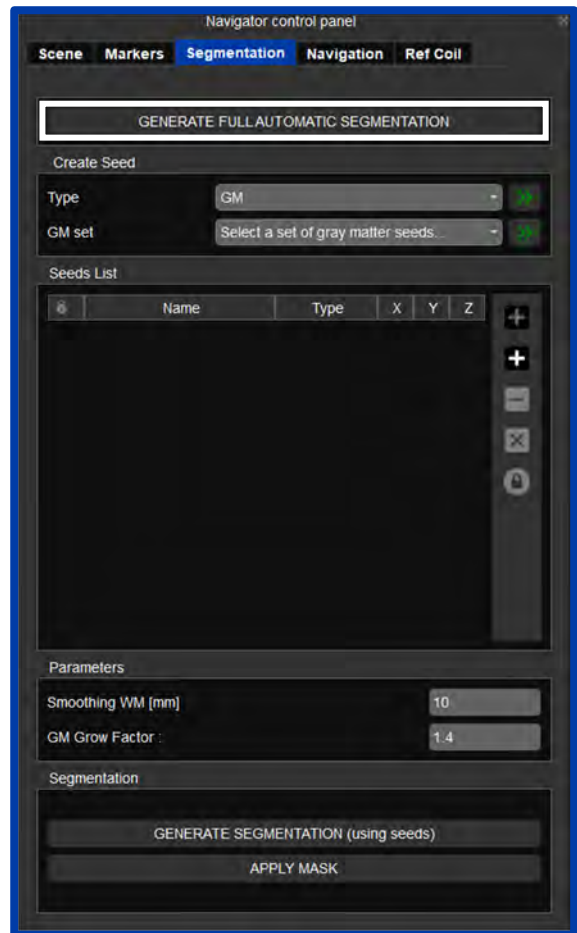 Navigator control panel
Scene Markers Segmentation Navigation Ref Coil
GENERATE FULL AUTOMATIC SEGMENTATION
Create Seed
Type GM
GM set Select a set of gray matter seeds...
Seeds List
Name Type X Y Z
Parameters
Smoothing WM [mm] 10
GM Grow Factor : 1.4
Segmentation
GENERATE SEGMENTATION (using seeds)
APPLY MASK